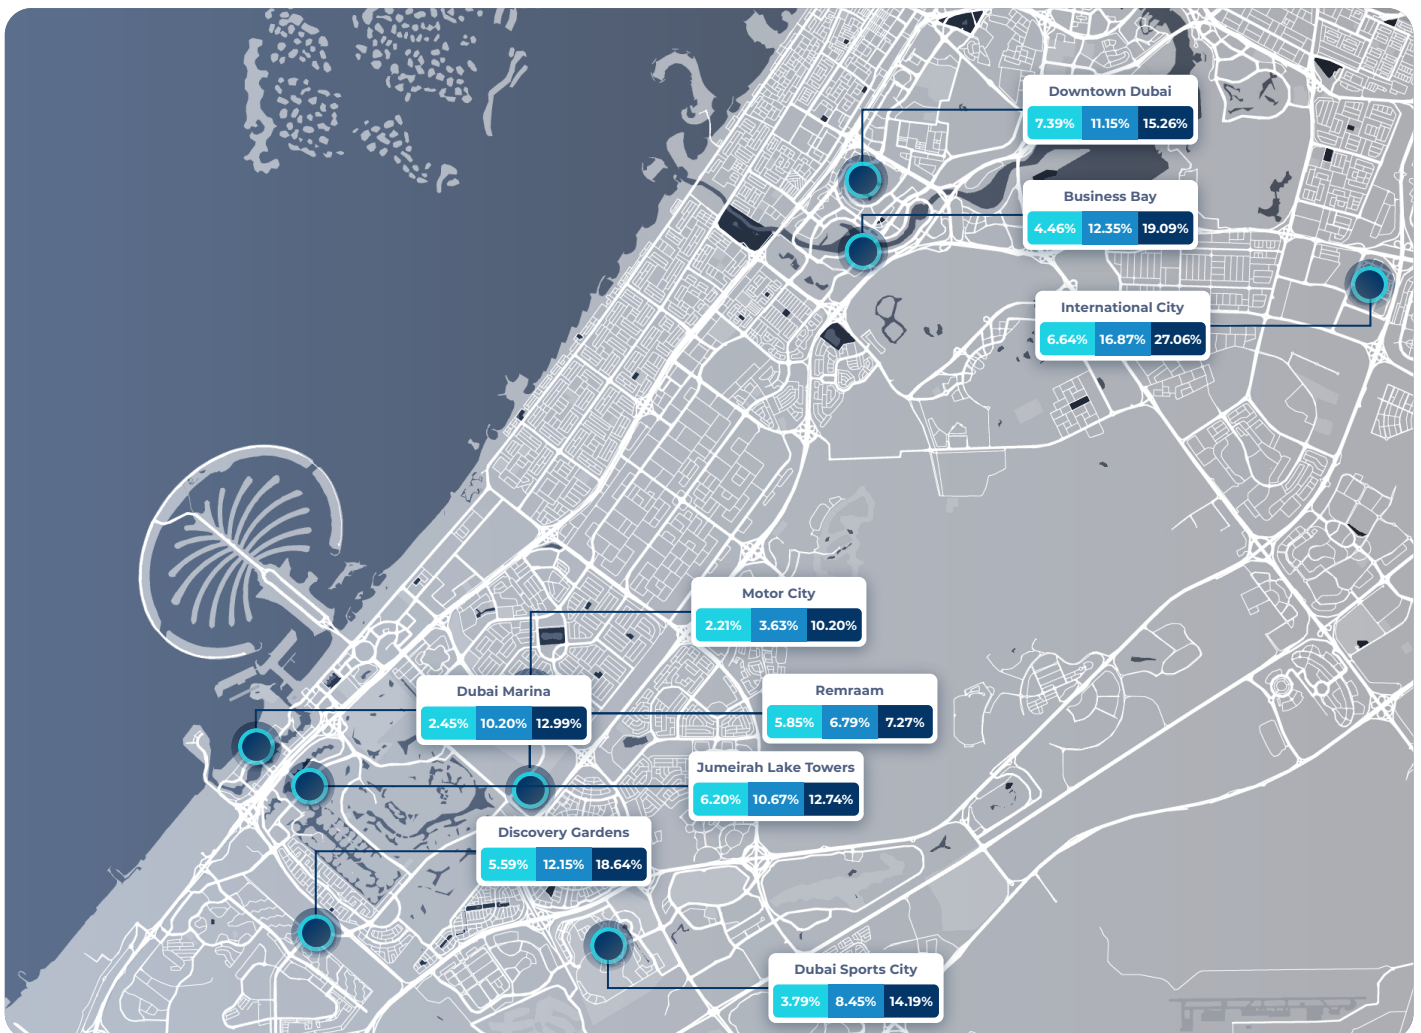 Downtown Dubai
7.39% 11.15% 15.26%
Business Bay
4.46% 12.35% 19.09%
International City
6.64% 16.87% 27.06%
Motor City
2.21% 3.63% 10.20%
Dubai Marina
2.45% 10.20% 12.99%
Remraam
5.85% 6.79% 7.27%
Jumeirah Lake Towers
6.20% 10.67% 12.74%
Discovery Gardens
5.59% 12.15% 18.64%
Dubai Sports City
3.79% 8.45% 14.19%